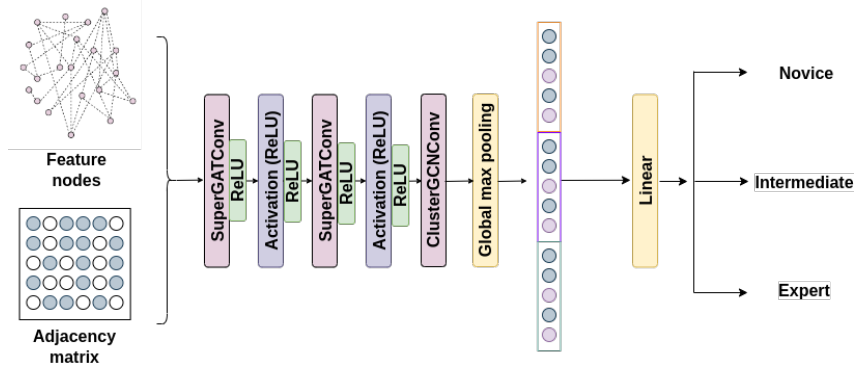 Feature
nodes
Adjacency
matrix
SuperGATConv
ReLU
Activation (ReLU)
ReLU
SuperGATConv
ReLU
Activation (ReLU)
ReLU
ClusterGCNConv
Global max pooling
Linear
Novice
Intermediate
Expert